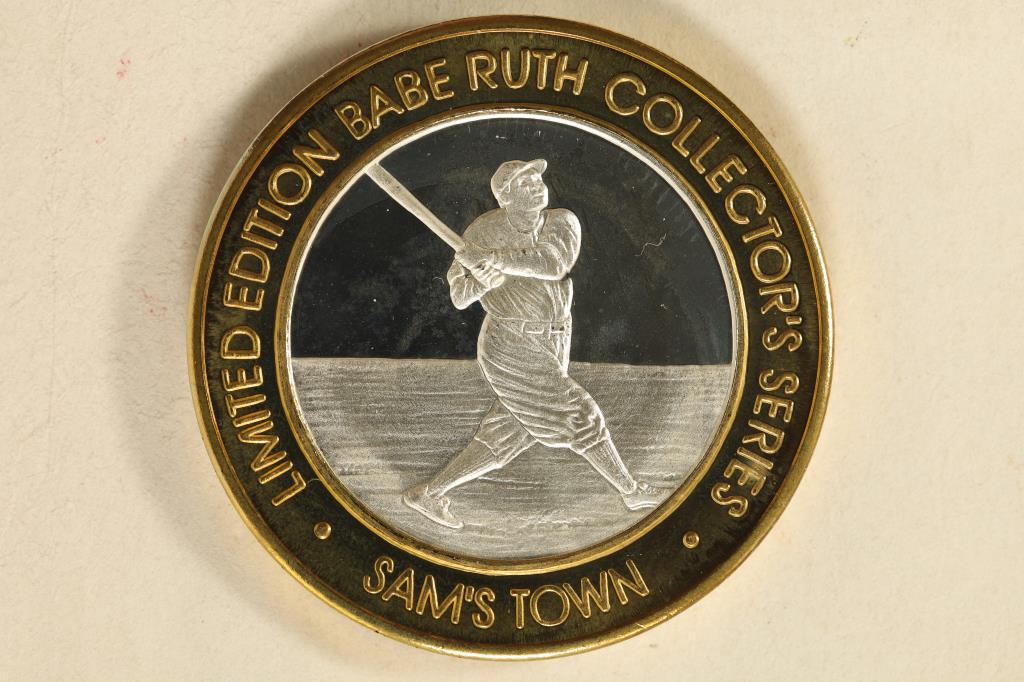 LIMITED EDITION BABE RUTH COLLECTOR'S SERIES
SAM'S TOWN